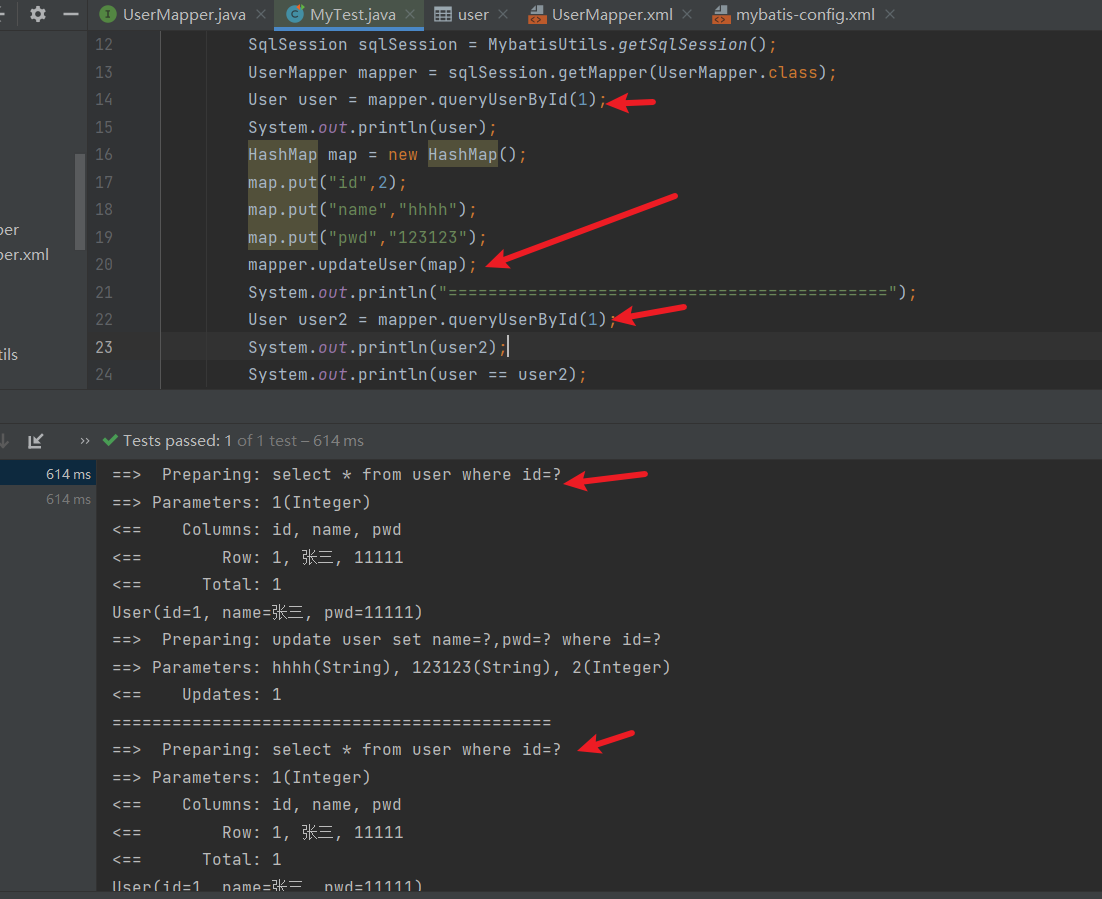 UserMapper.java MyTest.java user UserMapper.xml mybatis-config.xml
12 SqlSession sqlSession = MybatisUtils.getSqlSession();
13 UserMapper mapper = sqlSession.getMapper(UserMapper.class);
14 User user = mapper.queryUserById(1);
15 System.out.println(user);
16 HashMap map = new HashMap();
17 map.put("id",2);
18 map.put("name","hhhh");
19 map.put("pwd","123123");
20 mapper.updateUser(map);
21 System.out.println("============================================");
22 User user2 = mapper.queryUserById(1);
23 System.out.println(user2);
24 System.out.println(user == user2);
per
per.xml
tils
>> Tests passed: 1 of 1 test – 614 ms
614 ms
614 ms
==>  Preparing: select * from user where id=?
==> Parameters: 1(Integer)
<==    Columns: id, name, pwd
<==        Row: 1, 张三, 11111
<==      Total: 1
User(id=1, name=张三, pwd=11111)
==>  Preparing: update user set name=?,pwd=? where id=?
==> Parameters: hhhh(String), 123123(String), 2(Integer)
<==    Updates: 1
============================================
==>  Preparing: select * from user where id=?
==> Parameters: 1(Integer)
<==    Columns: id, name, pwd
<==        Row: 1, 张三, 11111
<==      Total: 1
User(id=1, name=张三, pwd=11111)